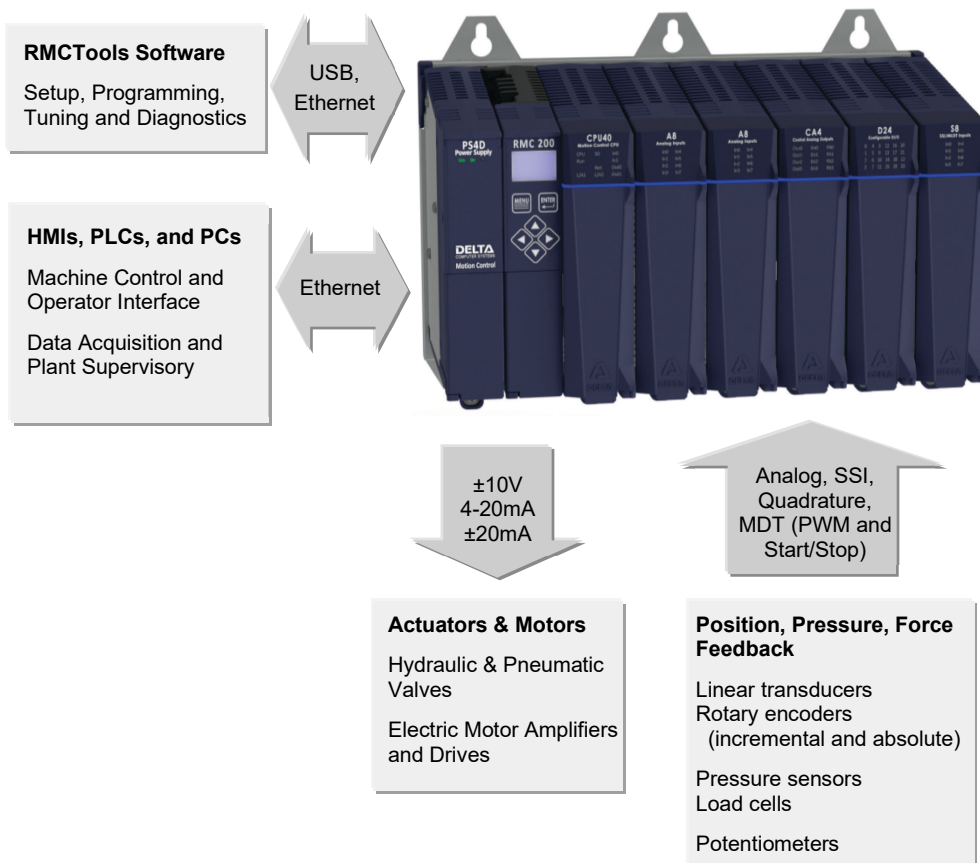 RMCTools Software
Setup, Programming,
Tuning and Diagnostics
USB,
Ethernet
HMIs, PLCs, and PCs
Machine Control and
Operator Interface
Data Acquisition and
Plant Supervisory
Ethernet
PS4D
Power Supply
RMC 200
MENU
ENTER
DELTA
COMPUTER SYSTEMS
Motion Control
CPU40
Motion Control CPU
A8
Analog Inputs
A8
Analog Inputs
CA4
Control Analog Outputs
D24
S8
±10V
4-20mA
±20mA
Analog, SSI,
Quadrature,
MDT (PWM and
Start/Stop)
Actuators & Motors
Hydraulic & Pneumatic
Valves
Electric Motor Amplifiers
and Drives
Position, Pressure, Force
Feedback
Linear transducers
Rotary encoders
(incremental and absolute)
Pressure sensors
Load cells
Potentiometers